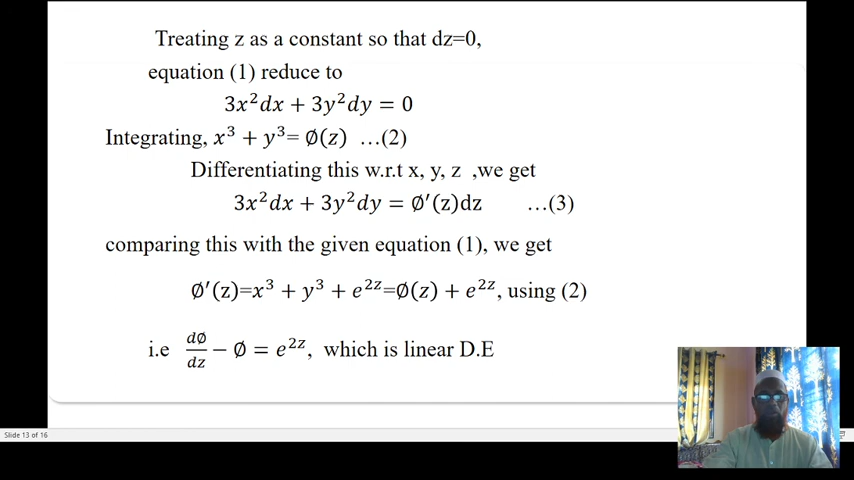 Treating z as a constant so that dz=0,
equation (1) reduce to
3x²dx + 3y²dy = 0
Integrating, x³ + y³= ∅(z) …(2)
Differentiating this w.r.t x, y, z ,we get
3x²dx + 3y²dy = ∅′(z)dz …(3)
comparing this with the given equation (1), we get
∅′(z)=x³ + y³ + e²ᶻ=∅(z) + e²ᶻ, using (2)
i.e d∅/dz − ∅ = e²ᶻ, which is linear D.E
Slide 13 of 16